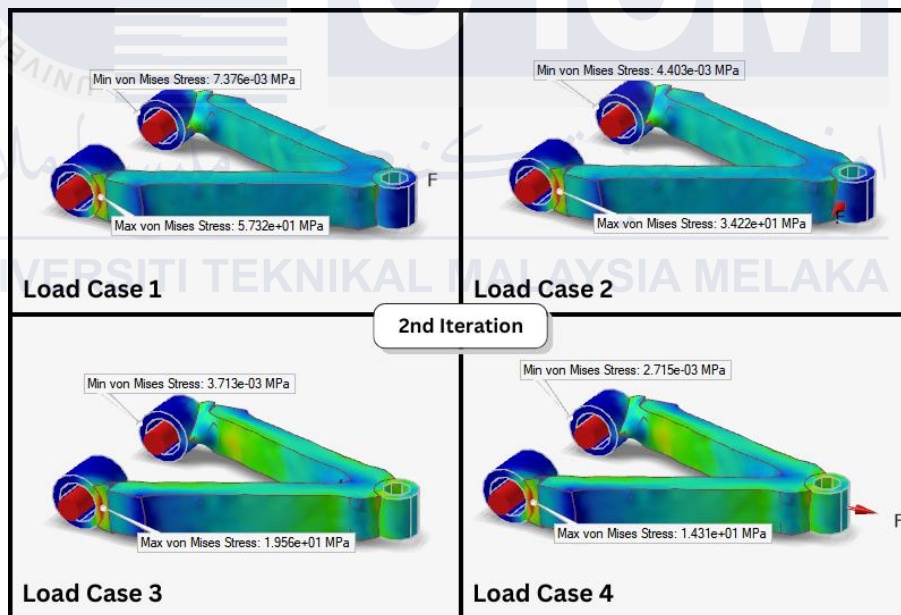 Min von Mises Stress: 7.376e-03 MPa
F
Max von Mises Stress: 5.732e+01 MPa
Load Case 1
Min von Mises Stress: 4.403e-03 MPa
F
Max von Mises Stress: 3.422e+01 MPa
Load Case 2
UNIVERSITI TEKNIKAL MALAYSIA MELAKA
2nd Iteration
Min von Mises Stress: 3.713e-03 MPa
Max von Mises Stress: 1.956e+01 MPa
Load Case 3
Min von Mises Stress: 2.715e-03 MPa
F
Max von Mises Stress: 1.431e+01 MPa
Load Case 4